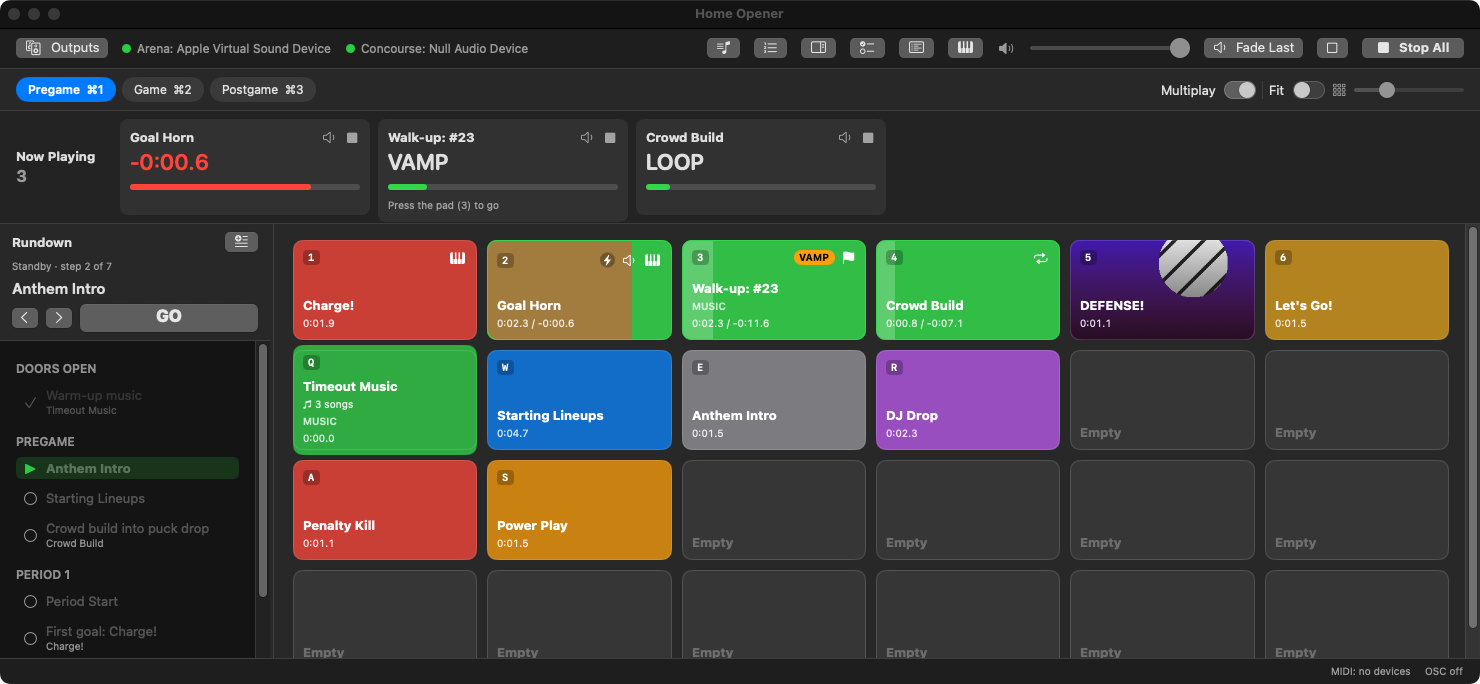 Home Opener
Outputs
Arena: Apple Virtual Sound Device
Concourse: Null Audio Device
Fade Last
Stop All
Pregame ⌘1
Game ⌘2
Postgame ⌘3
Multiplay
Fit
Now Playing
3
Goal Horn
-0:00.6
Walk-up: #23
VAMP
Press the pad (3) to go
Crowd Build
LOOP
Rundown
Standby · step 2 of 7
Anthem Intro
GO
DOORS OPEN
Warm-up music
Timeout Music
PREGAME
Anthem Intro
Starting Lineups
Crowd build into puck drop
Crowd Build
PERIOD 1
Period Start
First goal: Charge!
Charge!
1
Charge!
0:01.9
2
Goal Horn
0:02.3 / -0:00.6
3
VAMP
Walk-up: #23
MUSIC
0:02.3 / -0:11.6
4
Crowd Build
0:00.8 / -0:07.1
5
DEFENSE!
0:01.1
6
Let's Go!
0:01.5
Q
Timeout Music
3 songs
MUSIC
0:00.0
W
Starting Lineups
0:04.7
E
Anthem Intro
0:01.5
R
DJ Drop
0:02.3
Empty
Empty
A
Penalty Kill
0:01.1
S
Power Play
0:01.5
Empty
Empty
Empty
Empty
Empty
Empty
Empty
Empty
Empty
Empty
MIDI: no devices
OSC off